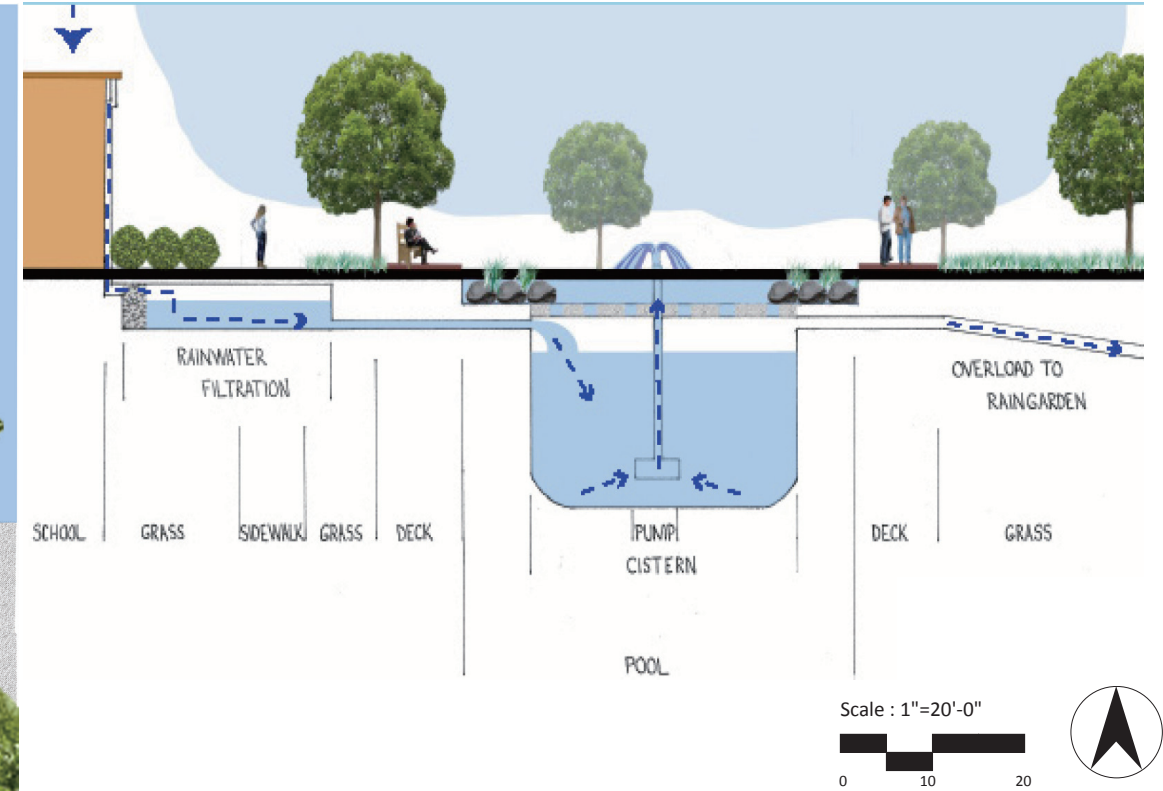 RAINWATER
FILTRATION
OVERLOAD TO
RAINGARDEN
SCHOOL
GRASS
SIDEWALK
GRASS
DECK
PUMP
CISTERN
DECK
GRASS
POOL
Scale : 1"=20'-0"
0 10 20